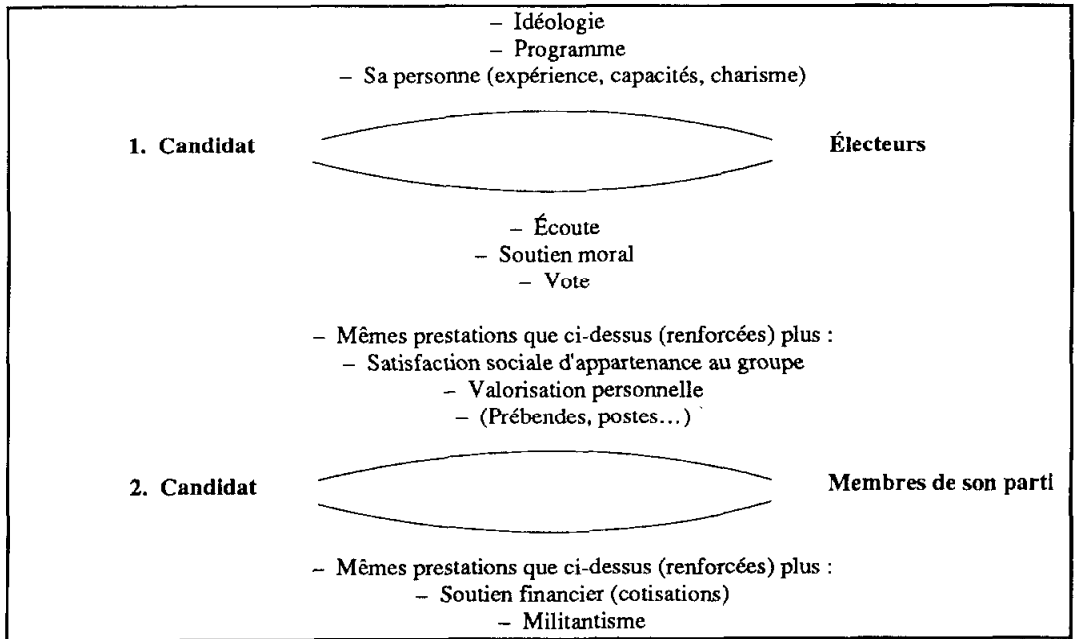 – Idéologie
– Programme
– Sa personne (expérience, capacités, charisme)
1. Candidat
Électeurs
– Écoute
– Soutien moral
– Vote
– Mêmes prestations que ci-dessus (renforcées) plus :
– Satisfaction sociale d'appartenance au groupe
– Valorisation personnelle
– (Prébendes, postes…)
2. Candidat
Membres de son parti
– Mêmes prestations que ci-dessus (renforcées) plus :
– Soutien financier (cotisations)
– Militantisme